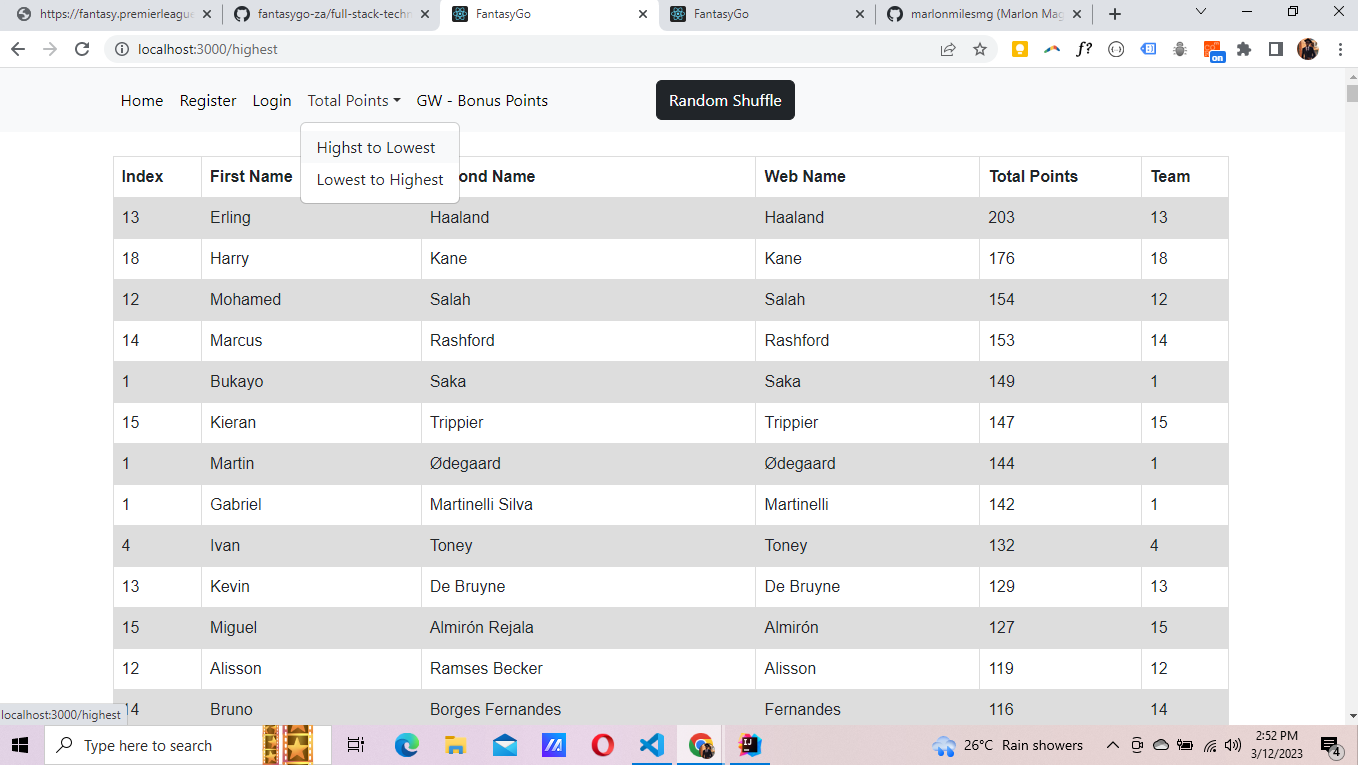 https://fantasy.premierleague
fantasygo-za/full-stack-techn
FantasyGo
FantasyGo
marlonmilesmg (Marlon Mag
localhost:3000/highest
f?
on
Home Register Login Total Points GW - Bonus Points Random Shuffle
Highst to Lowest
Lowest to Highest
Index First Name ond Name Web Name Total Points Team
13 Erling Haaland Haaland 203 13
18 Harry Kane Kane 176 18
12 Mohamed Salah Salah 154 12
14 Marcus Rashford Rashford 153 14
1 Bukayo Saka Saka 149 1
15 Kieran Trippier Trippier 147 15
1 Martin Ødegaard Ødegaard 144 1
1 Gabriel Martinelli Silva Martinelli 142 1
4 Ivan Toney Toney 132 4
13 Kevin De Bruyne De Bruyne 129 13
15 Miguel Almirón Rejala Almirón 127 15
12 Alisson Ramses Becker Alisson 119 12
14 Bruno Borges Fernandes Fernandes 116 14
localhost:3000/highest
Type here to search
26°C Rain showers
2:52 PM
3/12/2023
4